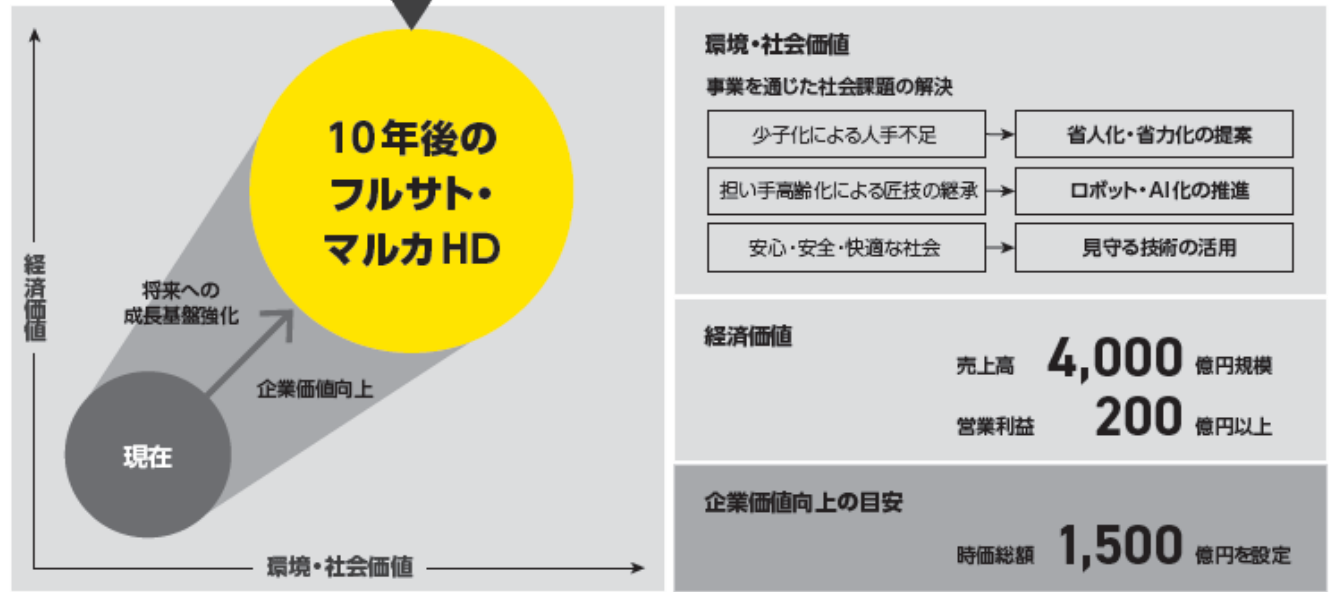 10年後の
フルサト・
マルカHD
将来への
成長基盤強化
企業価値向上
現在
経済価値
環境・社会価値
環境・社会価値
事業を通じた社会課題の解決
少子化による人手不足
省人化・省力化の提案
担い手高齢化による匠技の継承
ロボット・AI化の推進
安心・安全・快適な社会
見守る技術の活用
経済価値
売上高 4,000 億円規模
営業利益 200 億円以上
企業価値向上の目安
時価総額 1,500 億円を設定